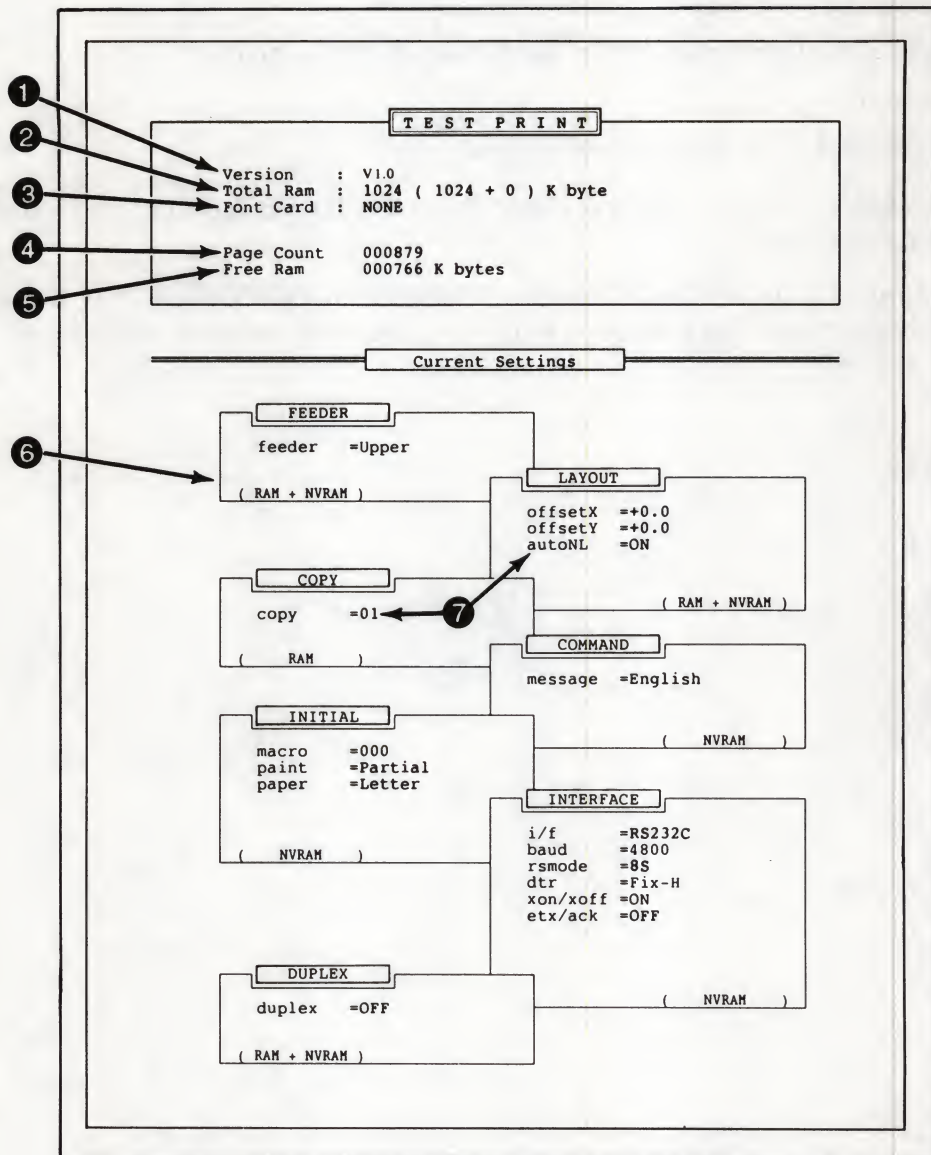 1
2
3
4
5
6
7
T E S T  P R I N T
Version : V1.0
Total Ram : 1024 ( 1024 + 0 ) K byte
Font Card : NONE
Page Count 000879
Free Ram 000766 K bytes
Current Settings
FEEDER
feeder =Upper
( RAM + NVRAM )
LAYOUT
offsetX =+0.0
offsetY =+0.0
autoNL =ON
( RAM + NVRAM )
COPY
copy =01
( RAM )
COMMAND
message =English
( NVRAM )
INITIAL
macro =000
paint =Partial
paper =Letter
( NVRAM )
INTERFACE
i/f =RS232C
baud =4800
rsmode =8S
dtr =Fix-H
xon/xoff =ON
etx/ack =OFF
( NVRAM )
DUPLEX
duplex =OFF
( RAM + NVRAM )